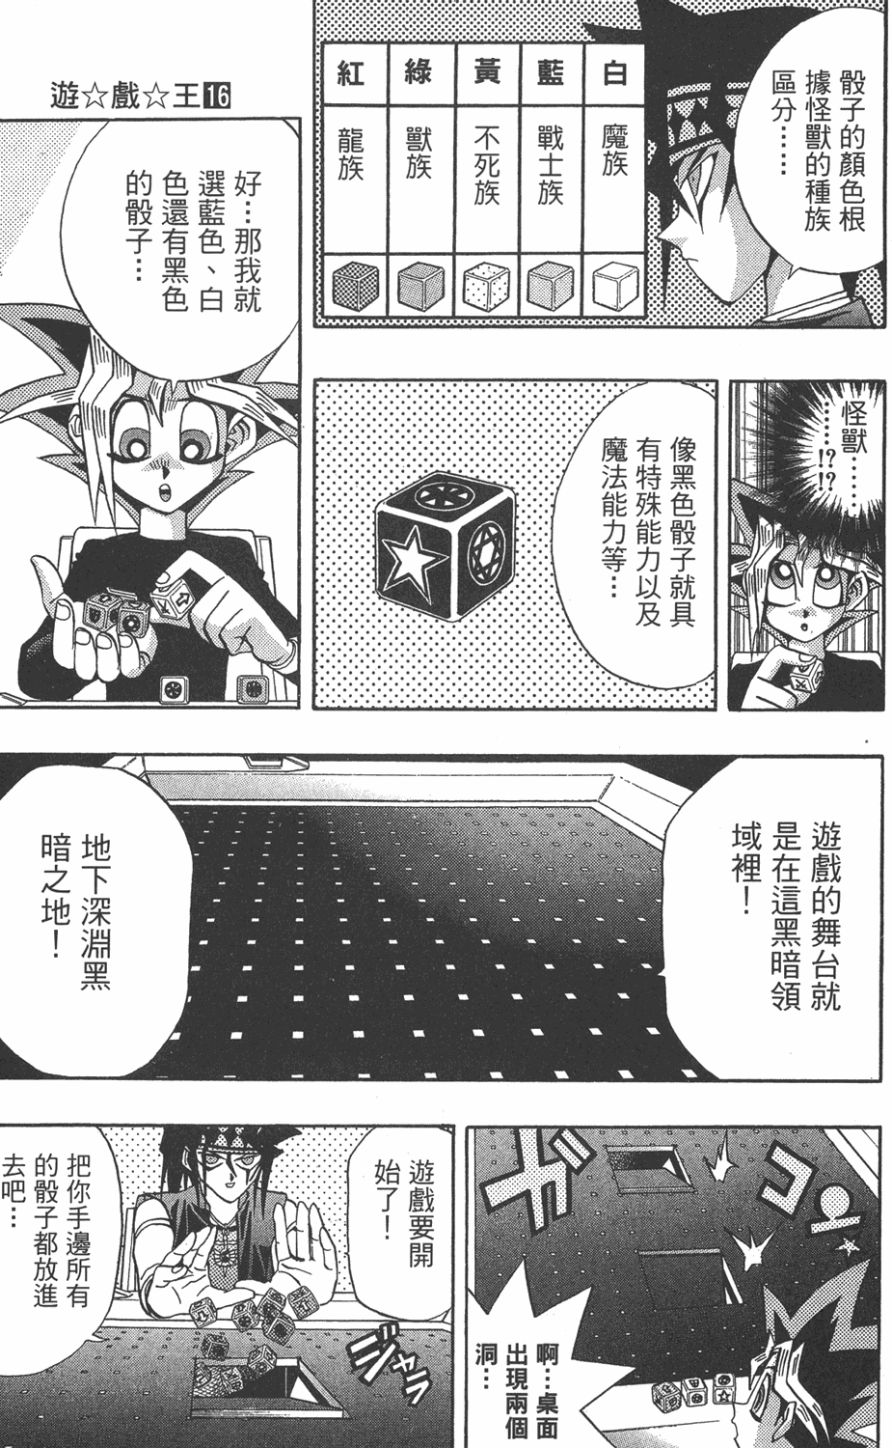 遊☆戲☆王16
骰子的顏色根
據怪獸的種族
區分……
白
魔族
藍
戰士族
黃
不死族
綠
獸族
紅
龍族
好…那我就
選藍色、白
色還有黑色
的骰子…
怪獸……
……!?!?
像黑色骰子就具
有特殊能力以及
魔法能力等…
遊戲的舞台就
是在這黑暗領
域裡！
地下深淵黑
暗之地！
ガコ
啊…桌面
出現兩個
洞…
遊戲要開
始了！
ジャラ
把你手邊所有
的骰子都放進
去吧…